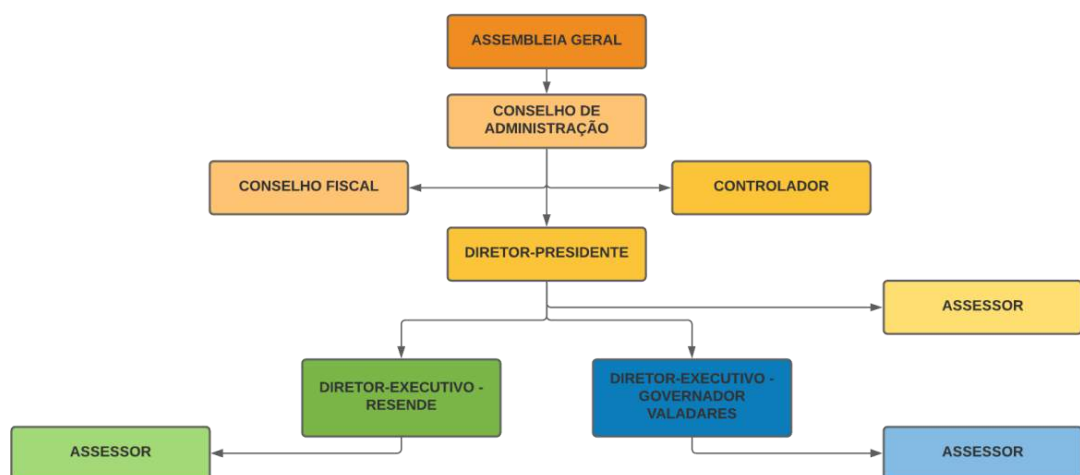 ASSEMBLEIA GERAL
CONSELHO DE
ADMINISTRAÇÃO
CONSELHO FISCAL
CONTROLADOR
DIRETOR-PRESIDENTE
ASSESSOR
DIRETOR-EXECUTIVO -
RESENDE
DIRETOR-EXECUTIVO -
GOVERNADOR
VALADARES
ASSESSOR
ASSESSOR